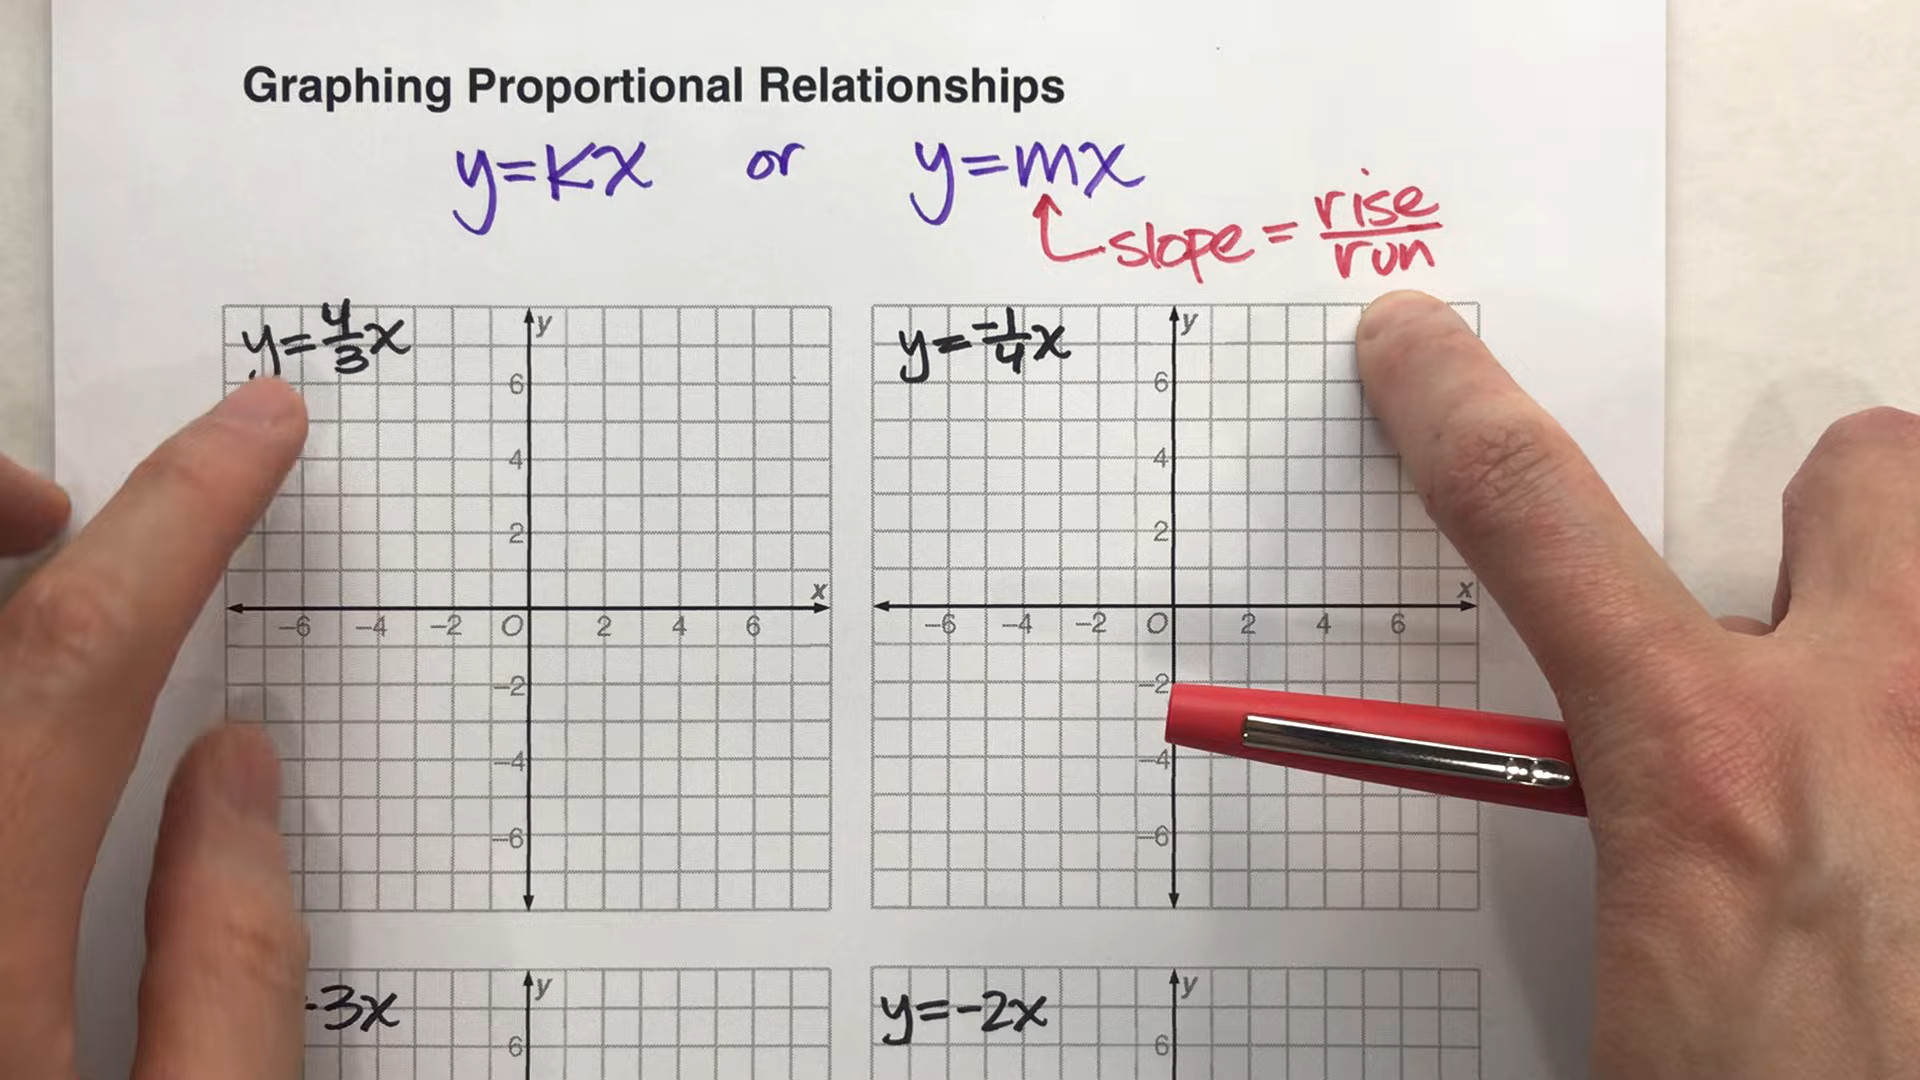 Graphing Proportional Relationships
y=kx or y=mx
slope = rise/run
y=4/3x
y=-1/4x
y
6
4
2
x
-6 -4 -2 O 2 4 6
-2
-4
-6
y
6
4
2
x
-6 -4 -2 O 2 4 6
-2
-4
-6
-3x
y
6
y=-2x
y
6